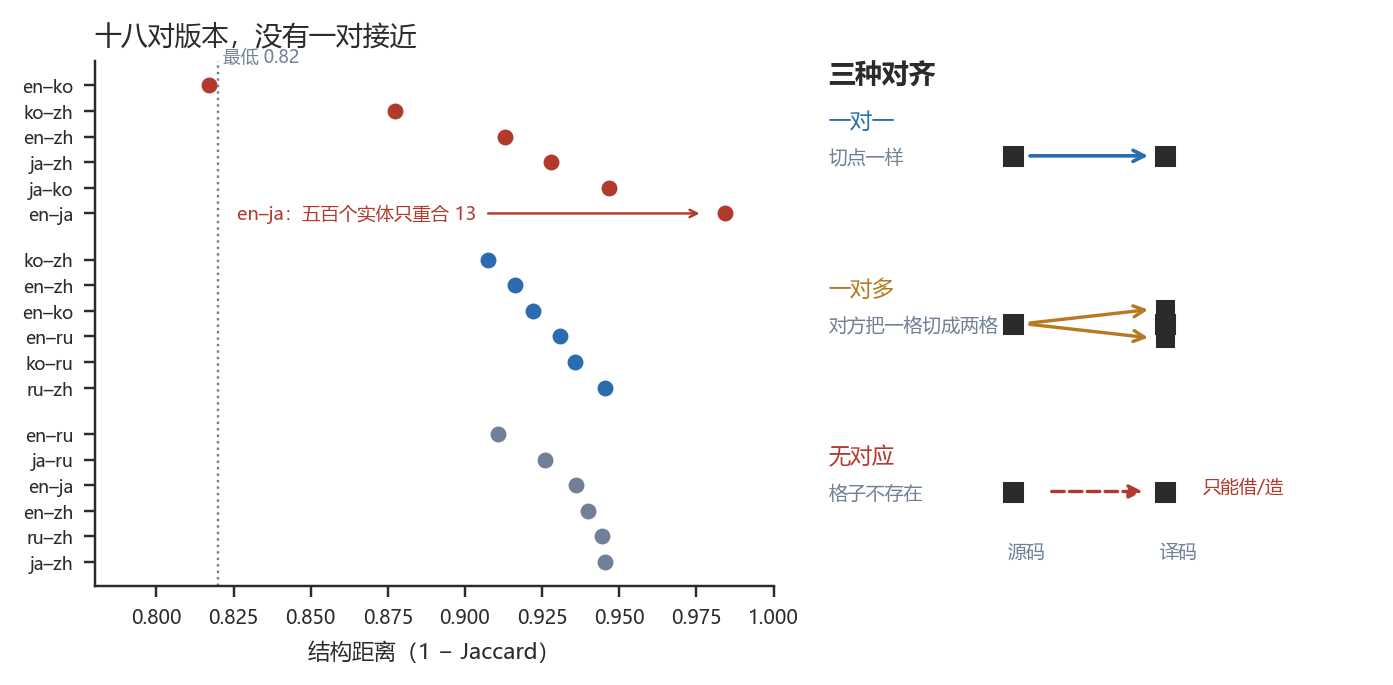 十八对版本，没有一对接近
最低 0.82
en–ko
ko–zh
en–zh
ja–zh
ja–ko
en–ja
en–ja：五百个实体只重合 13
ko–zh
en–zh
en–ko
en–ru
ko–ru
ru–zh
en–ru
ja–ru
en–ja
en–zh
ru–zh
ja–zh
0.800 0.825 0.850 0.875 0.900 0.925 0.950 0.975 1.000
结构距离（1 − Jaccard）
三种对齐
一对一
切点一样
一对多
对方把一格切成两格
无对应
格子不存在
只能借/造
源码 译码